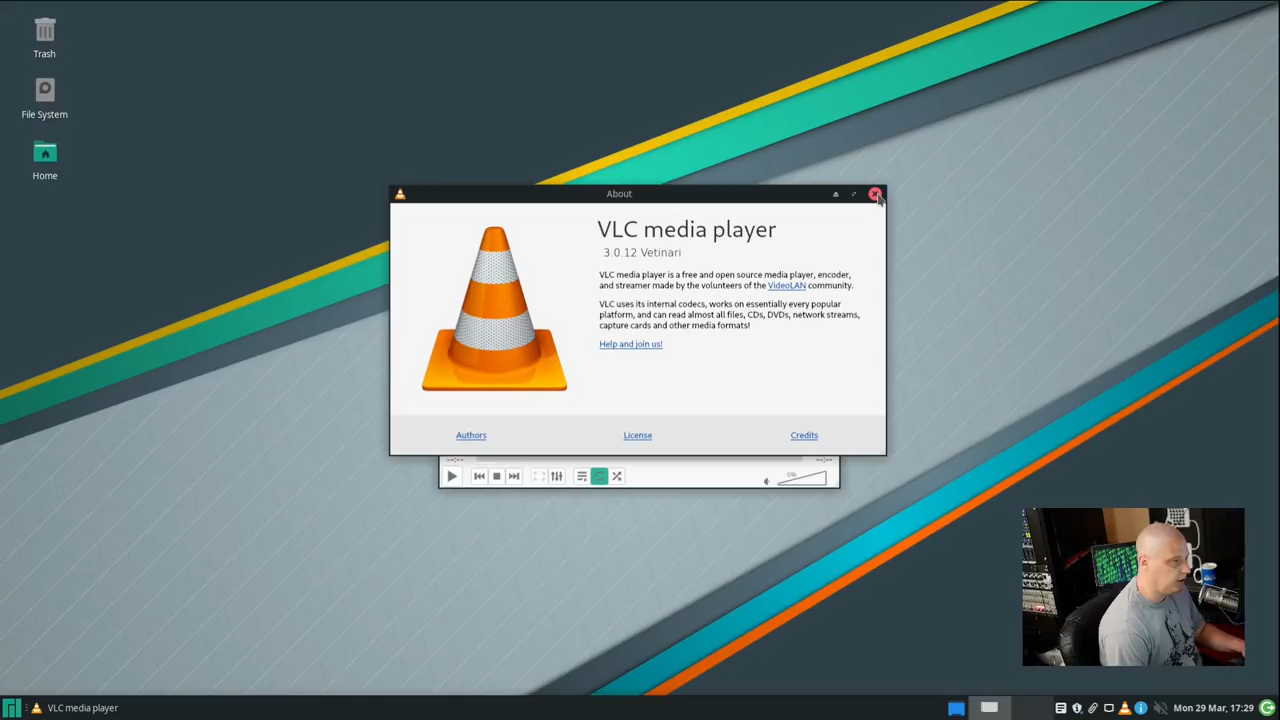 Trash
File System
Home
About
VLC media player
3.0.12 Vetinari
VLC media player is a free and open source media player, encoder,
and streamer made by the volunteers of the VideoLAN community.
VLC uses its internal codecs, works on essentially every popular
platform, and can read almost all files, CDs, DVDs, network streams,
capture cards and other media formats!
Help and join us!
Authors
License
Credits
--:--
--:--
0%
VLC media player
Mon 29 Mar, 17:29